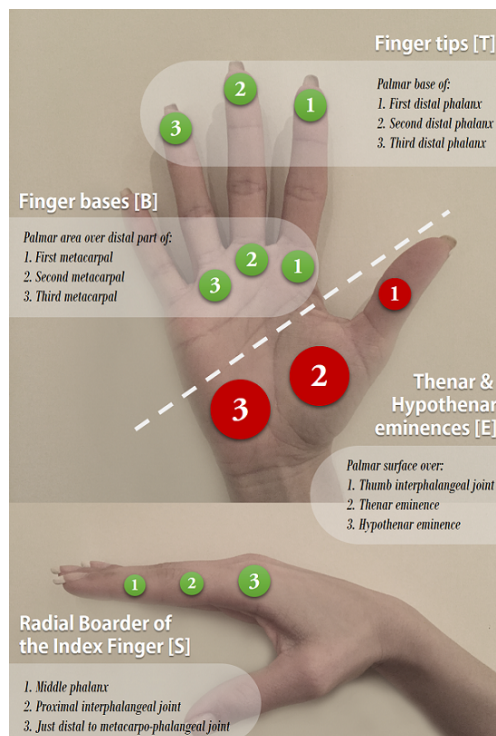 Finger tips [T]
Palmar base of:
1. First distal phalanx
2. Second distal phalanx
3. Third distal phalanx
2
1
3
Finger bases [B]
Palmar area over distal part of:
1. First metacarpal
2. Second metacarpal
3. Third metacarpal
2
1
3
1
2
3
Thenar &
Hypothenar
eminences [E]
Palmar surface over:
1. Thumb interphalangeal joint
2. Thenar eminence
3. Hypothenar eminence
1
2
3
Radial Boarder of
the Index Finger [S]
1. Middle phalanx
2. Proximal interphalangeal joint
3. Just distal to metacarpo-phalangeal joint